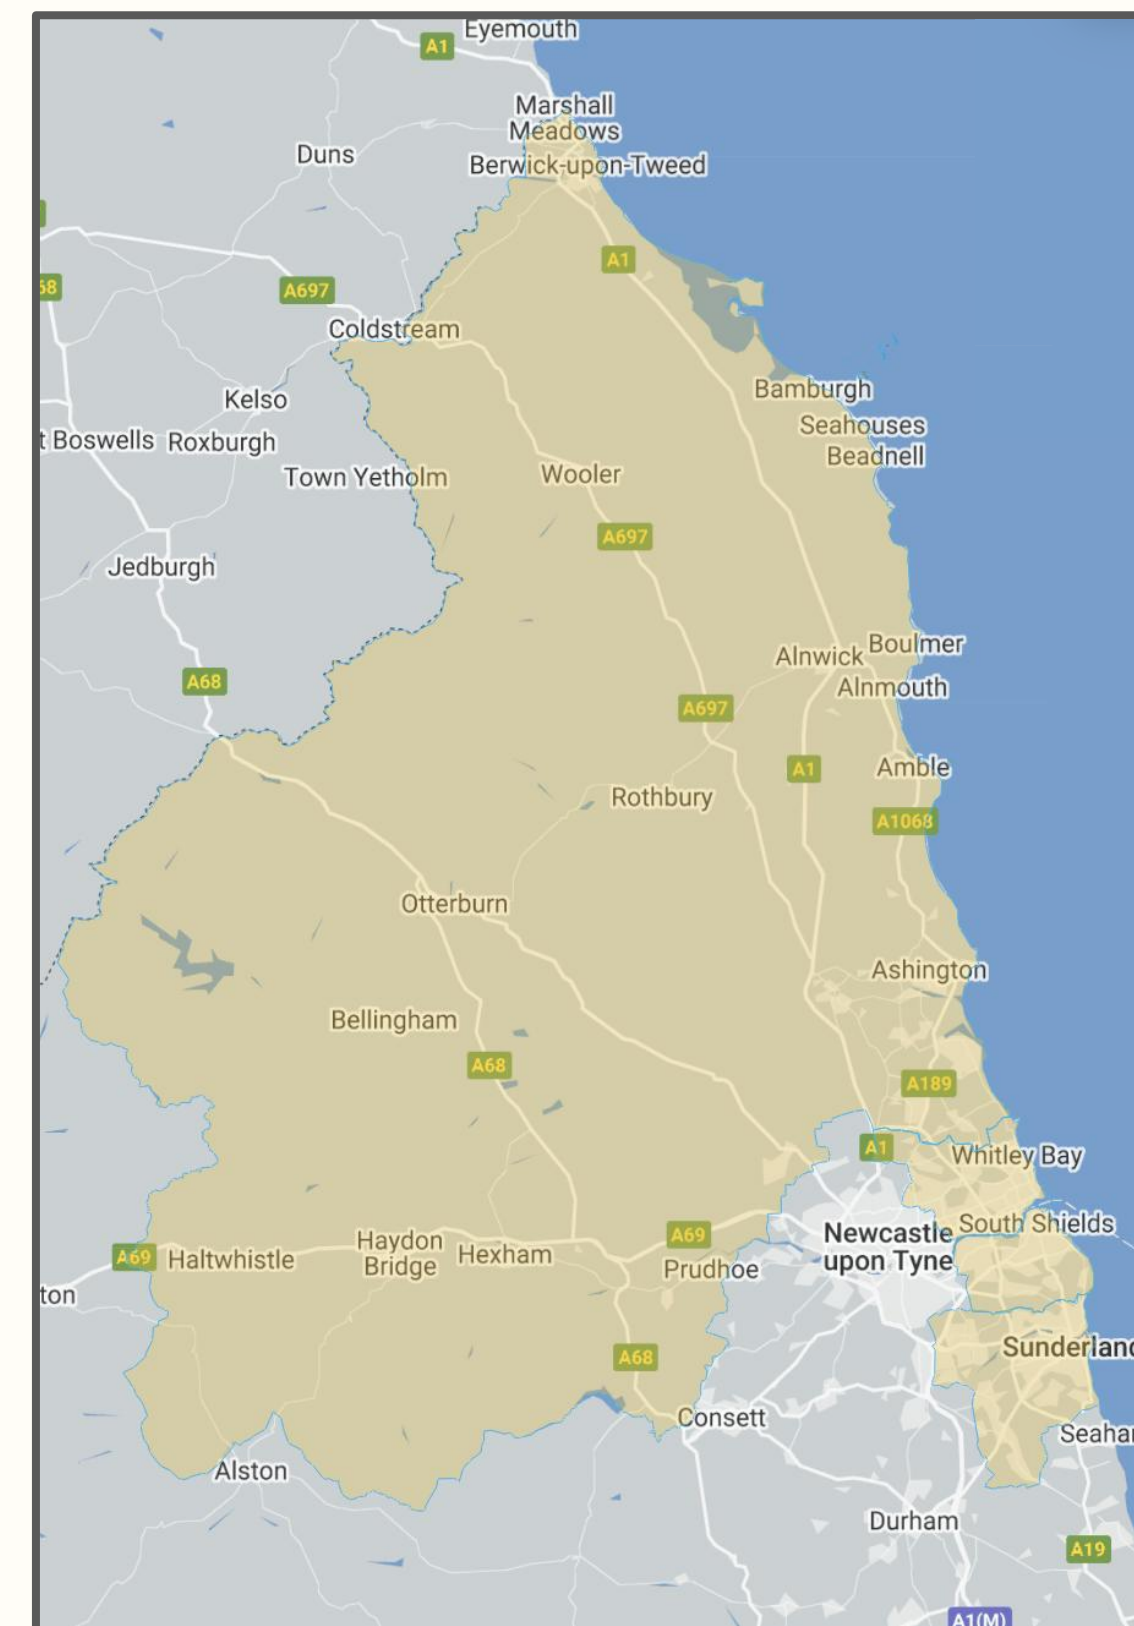 Eyemouth
A1
Marshall
Meadows
Duns
Berwick-upon-Tweed
A1
68
A697
Coldstream
Bamburgh
Kelso
Seahouses
t Boswells
Roxburgh
Beadnell
Town Yetholm
Wooler
A697
Jedburgh
Boulmer
Alnwick
A68
Alnmouth
A697
A1
Amble
Rothbury
A1068
Otterburn
Ashington
Bellingham
A68
A189
A1
Whitley Bay
South Shields
Newcastle
upon Tyne
A69
Haydon
Bridge
Hexham
A69
Haltwhistle
Prudhoe
ton
Sunderland
A68
Consett
Seahar
Alston
Durham
A19
A1(M)